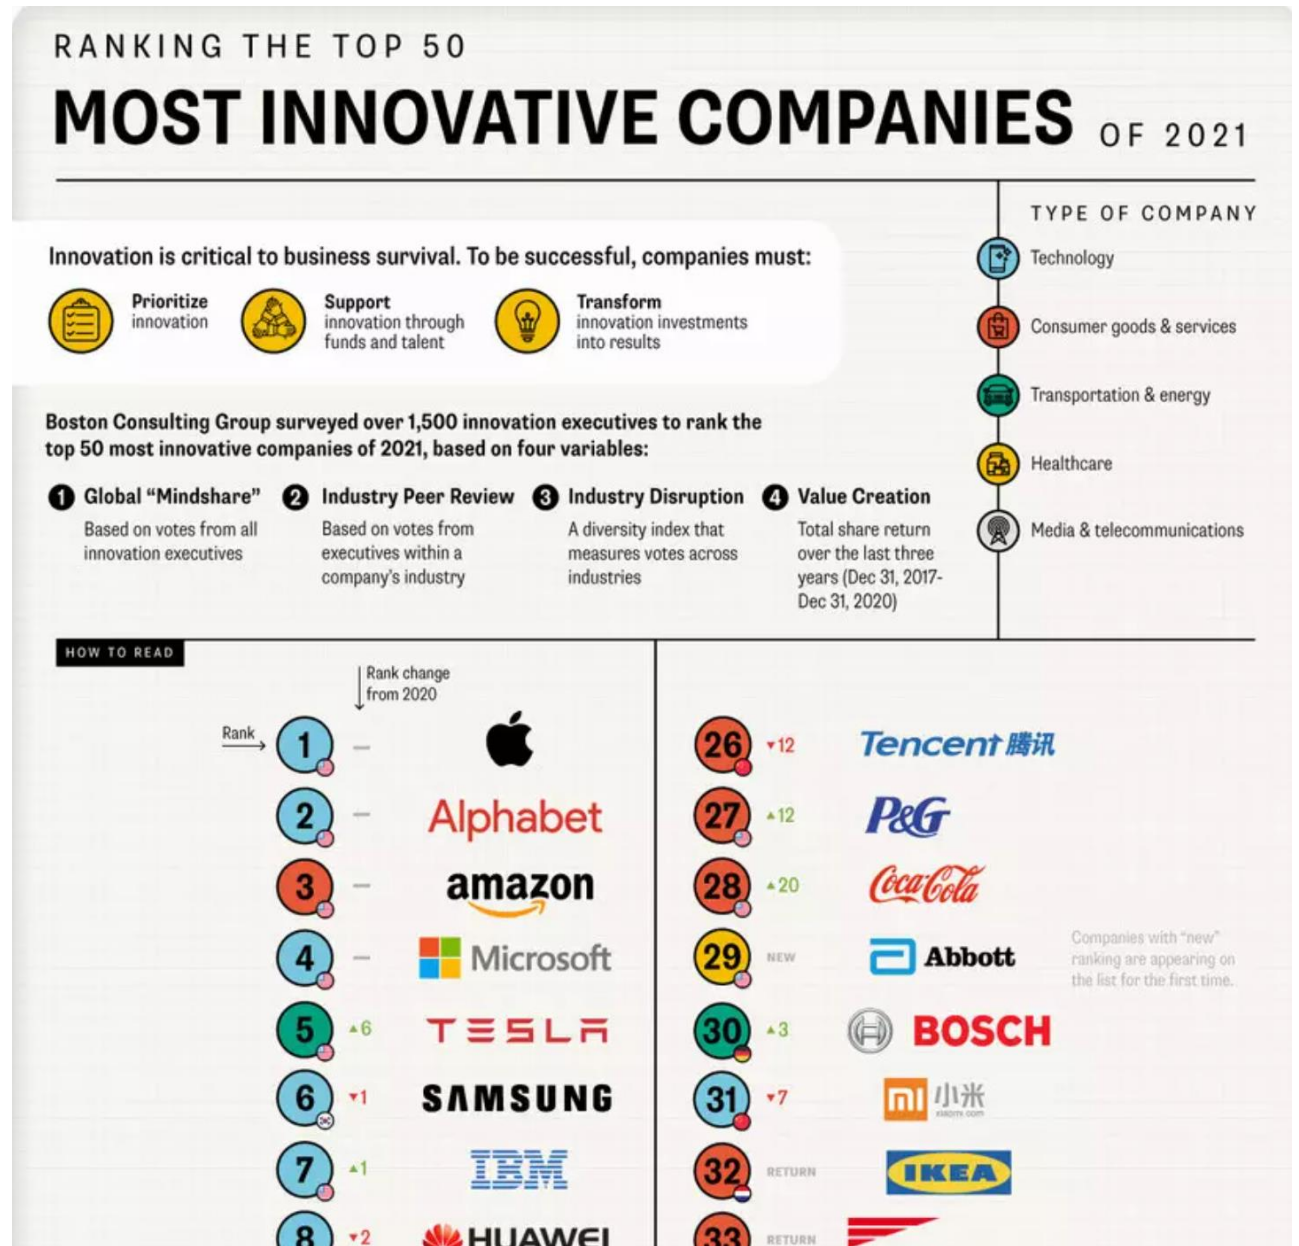 RANKING THE TOP 50
MOST INNOVATIVE COMPANIES OF 2021
TYPE OF COMPANY
Technology
Consumer goods & services
Transportation & energy
Healthcare
Media & telecommunications
Innovation is critical to business survival. To be successful, companies must:
Prioritize
innovation
Support
innovation through
funds and talent
Transform
innovation investments
into results
Boston Consulting Group surveyed over 1,500 innovation executives to rank the
top 50 most innovative companies of 2021, based on four variables:
1 Global “Mindshare”
Based on votes from all
innovation executives
2 Industry Peer Review
Based on votes from
executives within a
company's industry
3 Industry Disruption
A diversity index that
measures votes across
industries
4 Value Creation
Total share return
over the last three
years (Dec 31, 2017-
Dec 31, 2020)
HOW TO READ
Rank change
from 2020
Rank
1 –
2 – Alphabet
3 – amazon
4 – Microsoft
5 ▲6 TESLA
6 ▼1 SAMSUNG
7 ▲1 IBM
8 ▼2 HUAWEI
26 ▼12 Tencent 腾讯
27 ▲12 P&G
28 ▲20 Coca-Cola
29 NEW Abbott
Companies with “new”
ranking are appearing on
the list for the first time.
30 ▲3 BOSCH
31 ▼7 mi 小米
xiaomi.com
32 RETURN IKEA
33 RETURN